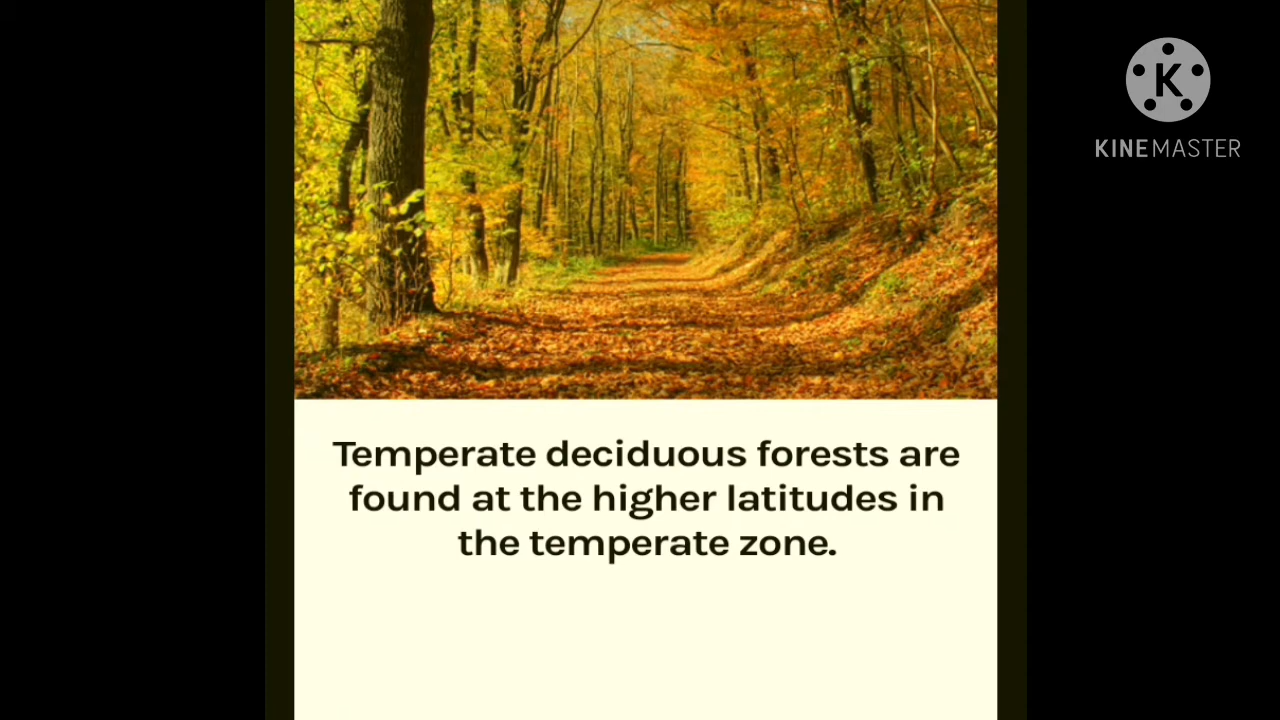 K
KINEMASTER
Temperate deciduous forests are
found at the higher latitudes in
the temperate zone.